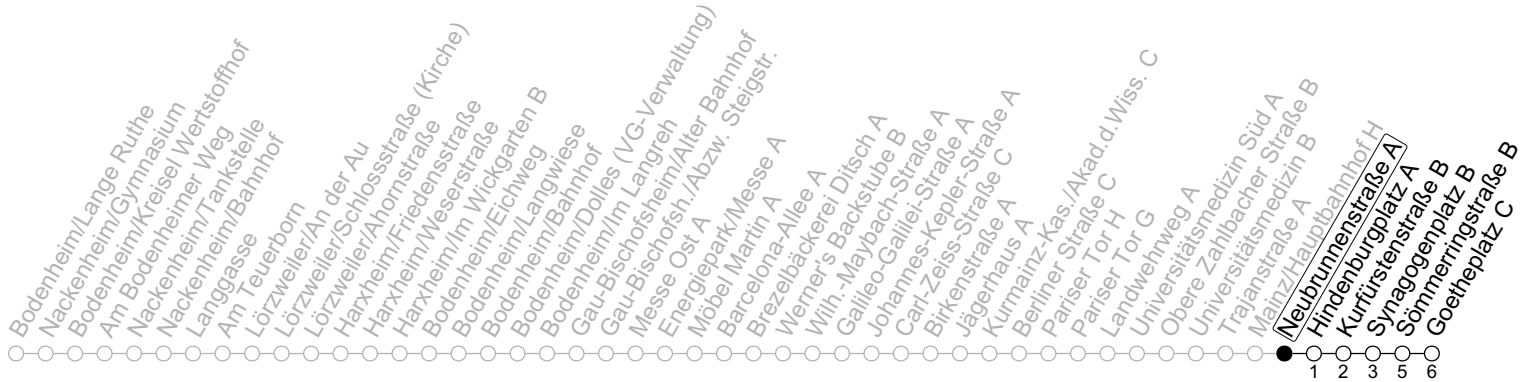 Bodenheim/Lange Ruthe
Nackenheim/Gymnasium
Bodenheim/Kreisel Wertstoffhof
Am Bodenheimer Weg
Nackenheim/Tankstelle
Nackenheim/Bahnhof
Langgasse
Am Teuerborn
Lörzweiler/An der Au
Lörzweiler/Schlossstraße (Kirche)
Lörzweiler/Ahornstraße
Harxheim/Friedensstraße
Harxheim/Weserstraße
Harxheim/Im Wickgarten B
Bodenheim/Eichweg
Bodenheim/Langwiese
Bodenheim/Bahnhof
Bodenheim/Dolles (VG-Verwaltung)
Bodenheim/Im Langreh
Gau-Bischofsheim/Alter Bahnhof
Gau-Bischofsh./Abzw. Steigstr.
Messe Ost A
Energiepark/Messe A
Möbel Martin A
Barcelona-Allee A
Brezelbäckerei Ditsch A
Werner's Backstube B
Wilh.-Maybach-Straße A
Galileo-Galilei-Straße A
Johannes-Kepler-Straße A
Carl-Zeiss-Straße C
Birkenstraße A
Jägerhaus A
Kurmainz-Kas./Akad.d.Wiss. C
Berliner Straße C
Pariser Tor H
Pariser Tor G
Landwehrweg A
Universitätsmedizin Süd A
Obere Zahlbacher Straße B
Universitätsmedizin B
Trajanstraße A
Mainz/Hauptbahnhof H
Neubrunnenstraße A
Hindenburgplatz A
Kurfürstenstraße B
Synagogenplatz B
Sömmerringstraße B
Goetheplatz C
1 2 3 5 6